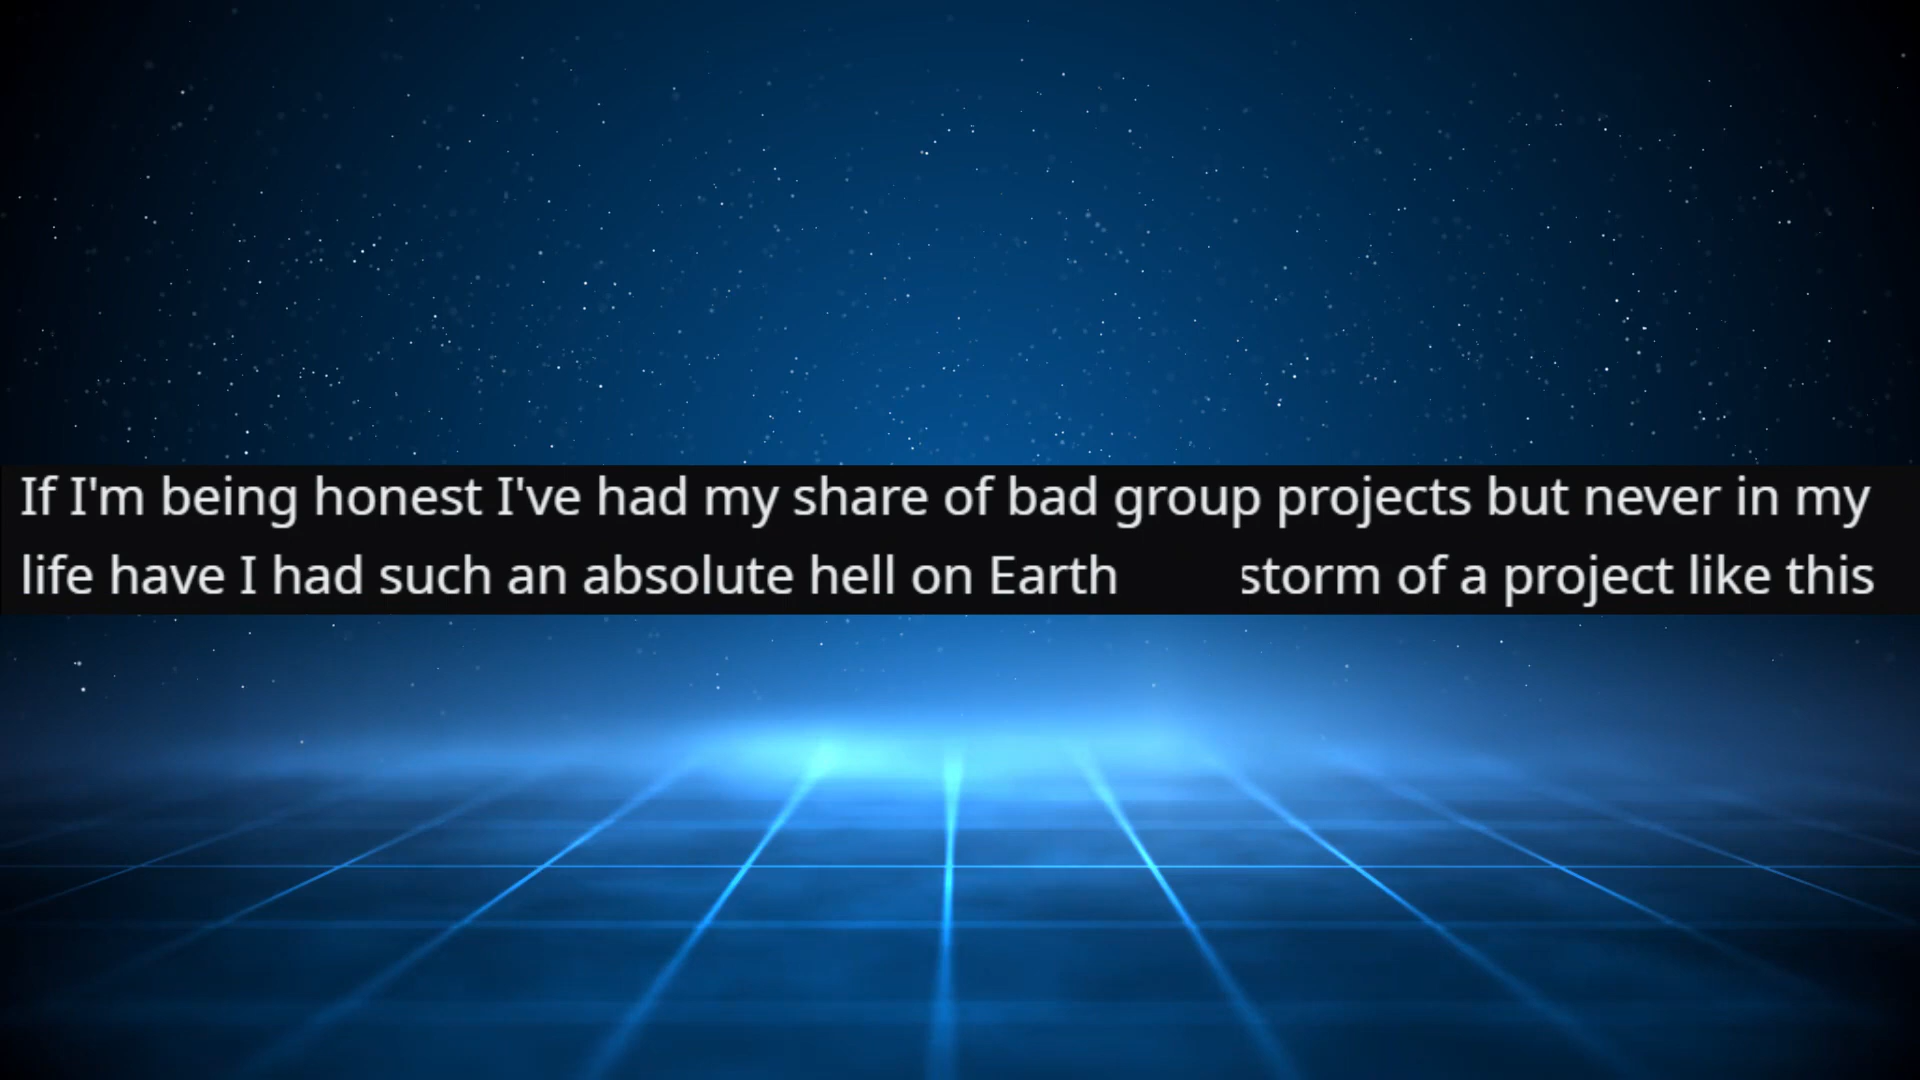 If I'm being honest I've had my share of bad group projects but never in my
life have I had such an absolute hell on Earth storm of a project like this